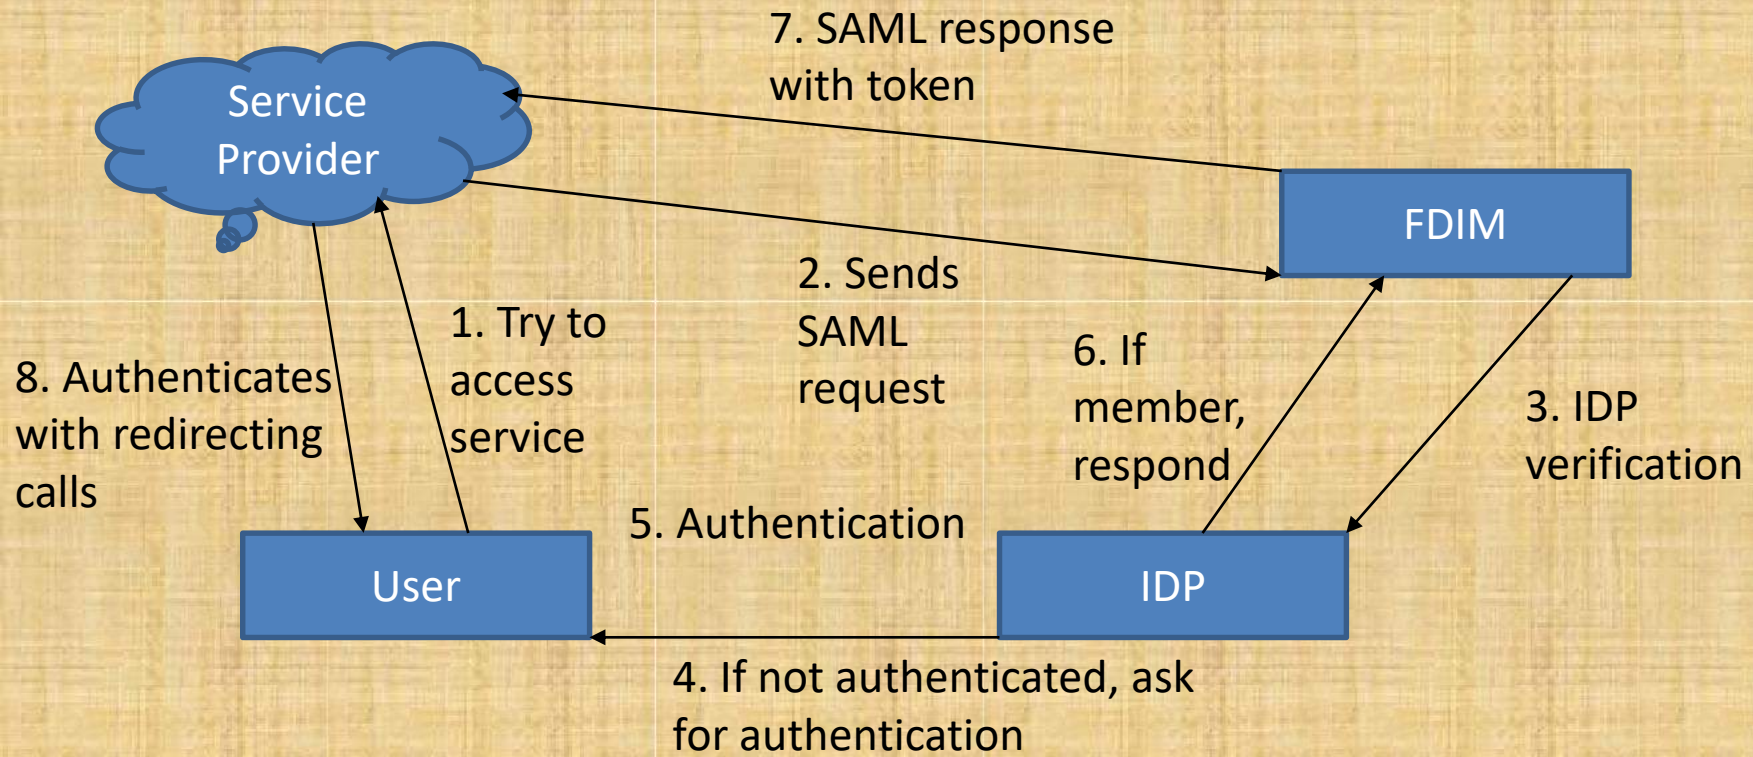 7. SAML response
with token
Service
Provider
FDIM
2. Sends
SAML
request
1. Try to
access
service
6. If
member,
respond
8. Authenticates
with redirecting
calls
3. IDP
verification
5. Authentication
User
IDP
4. If not authenticated, ask
for authentication